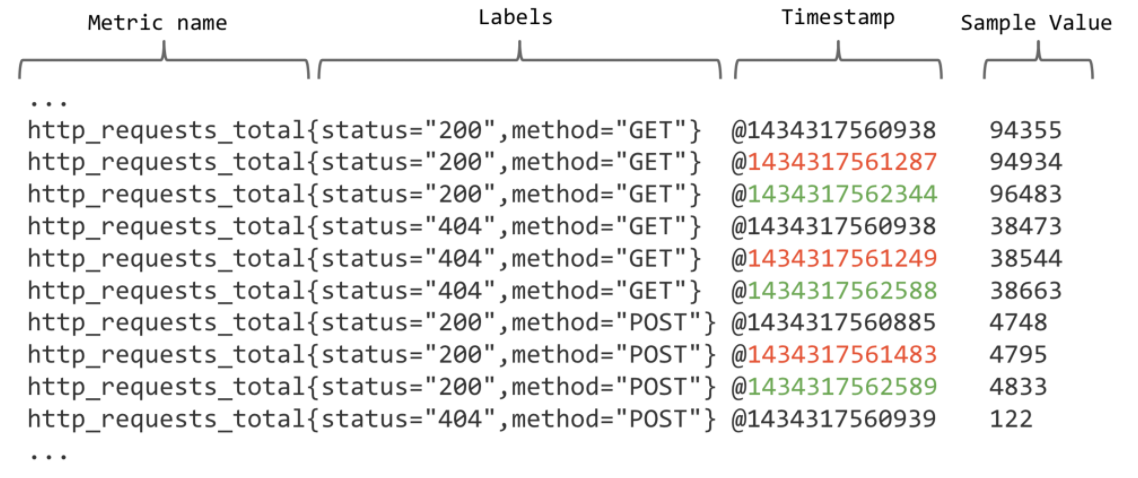 Metric name Labels Timestamp Sample Value
...
http_requests_total{status="200",method="GET"} @1434317560938 94355
http_requests_total{status="200",method="GET"} @1434317561287 94934
http_requests_total{status="200",method="GET"} @1434317562344 96483
http_requests_total{status="404",method="GET"} @1434317560938 38473
http_requests_total{status="404",method="GET"} @1434317561249 38544
http_requests_total{status="404",method="GET"} @1434317562588 38663
http_requests_total{status="200",method="POST"} @1434317560885 4748
http_requests_total{status="200",method="POST"} @1434317561483 4795
http_requests_total{status="200",method="POST"} @1434317562589 4833
http_requests_total{status="404",method="POST"} @1434317560939 122
...